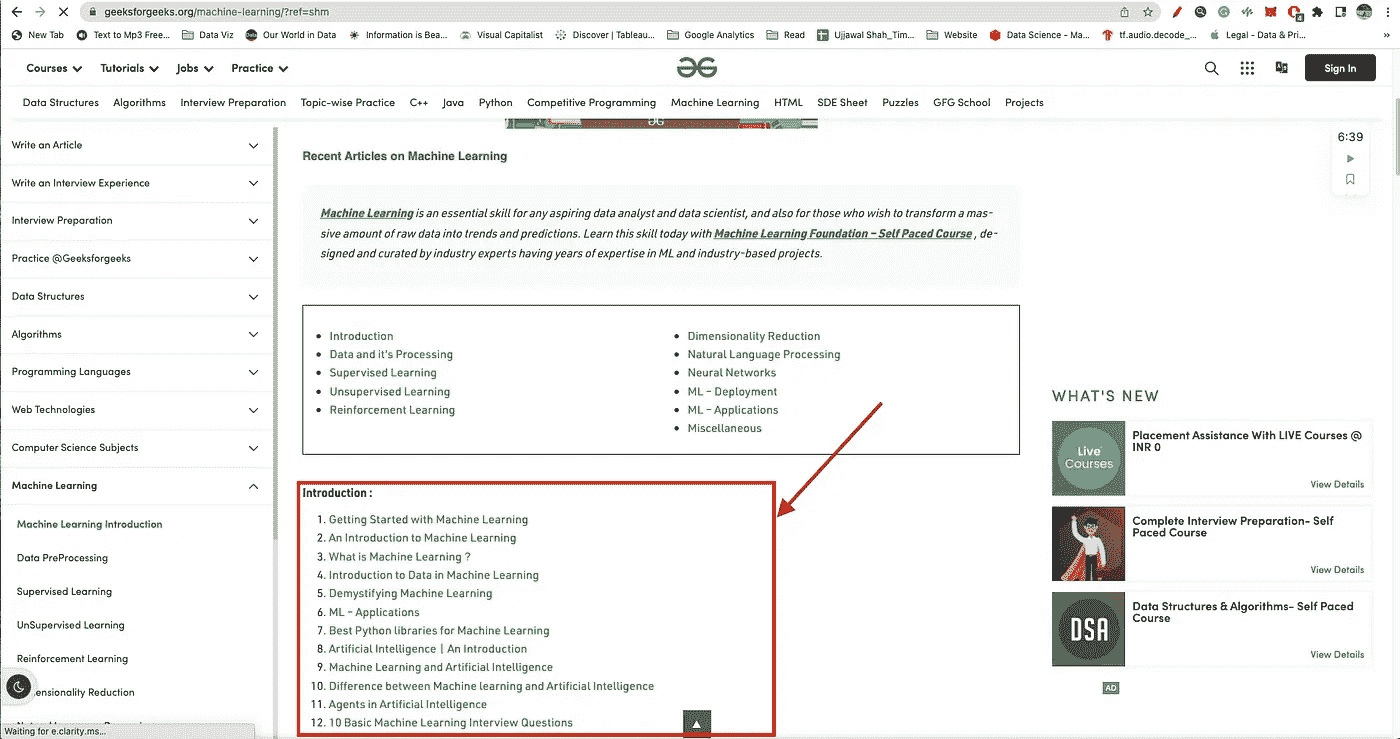 geeksforgeeks.org/machine-learning/?ref=shm
New Tab Text to Mp3 Free... Data Viz Our World in Data Information is Bea... Visual Capitalist Discover | Tableau... Google Analytics Read Ujjawal Shah_Tim... Website Data Science - Ma... tf.audio.decode_... Legal - Data & Pri... »
Courses Tutorials Jobs Practice
Sign In
Data Structures Algorithms Interview Preparation Topic-wise Practice C++ Java Python Competitive Programming Machine Learning HTML SDE Sheet Puzzles GFG School Projects
Write an Article
Write an Interview Experience
Interview Preparation
Practice @Geeksforgeeks
Data Structures
Algorithms
Programming Languages
Web Technologies
Computer Science Subjects
Machine Learning
Machine Learning Introduction
Data PreProcessing
Supervised Learning
UnSupervised Learning
Reinforcement Learning
ensionality Reduction
Waiting for e.clarity.ms...
Recent Articles on Machine Learning
Machine Learning is an essential skill for any aspiring data analyst and data scientist, and also for those who wish to transform a mas-
sive amount of raw data into trends and predictions. Learn this skill today with Machine Learning Foundation – Self Paced Course , de-
signed and curated by industry experts having years of expertise in ML and industry-based projects.
Introduction
Data and it's Processing
Supervised Learning
Unsupervised Learning
Reinforcement Learning
Dimensionality Reduction
Natural Language Processing
Neural Networks
ML – Deployment
ML – Applications
Miscellaneous
Introduction :
1. Getting Started with Machine Learning
2. An Introduction to Machine Learning
3. What is Machine Learning ?
4. Introduction to Data in Machine Learning
5. Demystifying Machine Learning
6. ML – Applications
7. Best Python libraries for Machine Learning
8. Artificial Intelligence | An Introduction
9. Machine Learning and Artificial Intelligence
10. Difference between Machine learning and Artificial Intelligence
11. Agents in Artificial Intelligence
12. 10 Basic Machine Learning Interview Questions
6:39
WHAT'S NEW
Live
Courses
Placement Assistance With LIVE Courses @
INR 0
View Details
Complete Interview Preparation- Self
Paced Course
View Details
DSA
Data Structures & Algorithms- Self Paced
Course
View Details
AD